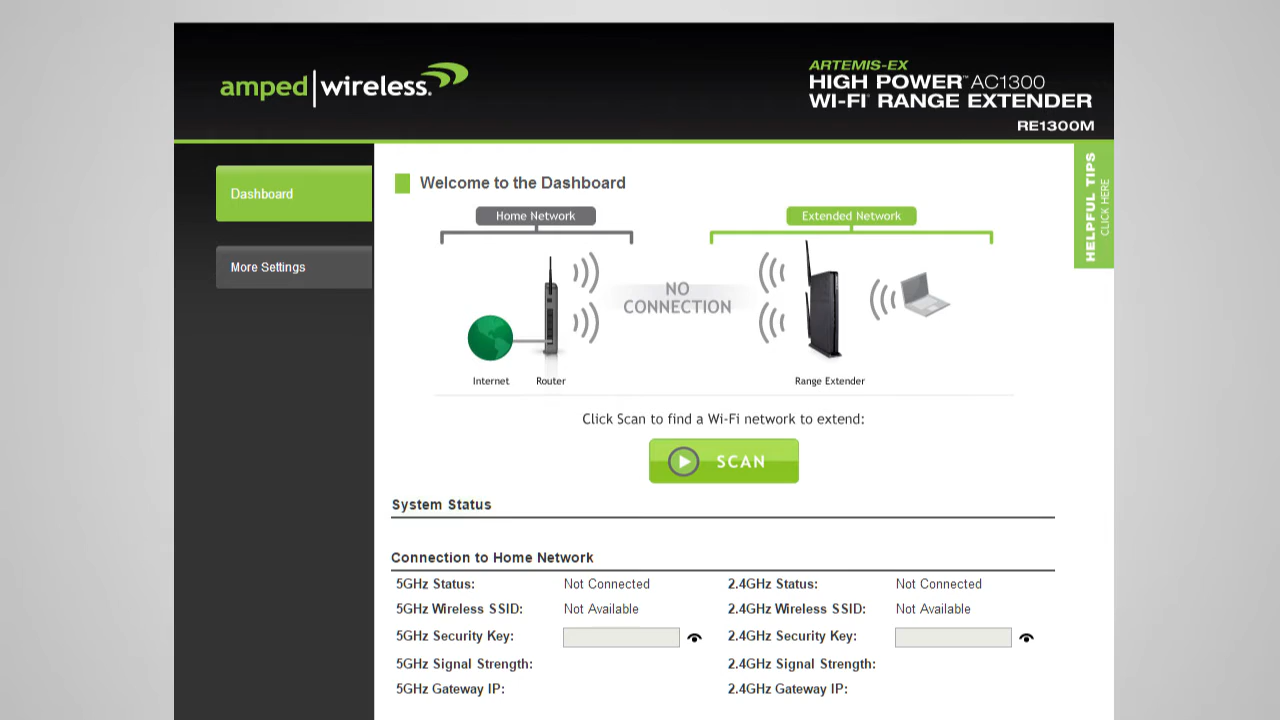 amped wireless.
ARTEMIS-EX
HIGH POWER™ AC1300
WI-FI® RANGE EXTENDER
RE1300M
HELPFUL TIPS
CLICK HERE
Dashboard
More Settings
Welcome to the Dashboard
Home Network
Extended Network
NO
CONNECTION
Internet Router Range Extender
Click Scan to find a Wi-Fi network to extend:
SCAN
System Status
Connection to Home Network
5GHz Status: Not Connected 2.4GHz Status: Not Connected
5GHz Wireless SSID: Not Available 2.4GHz Wireless SSID: Not Available
5GHz Security Key: 2.4GHz Security Key:
5GHz Signal Strength: 2.4GHz Signal Strength:
5GHz Gateway IP: 2.4GHz Gateway IP: